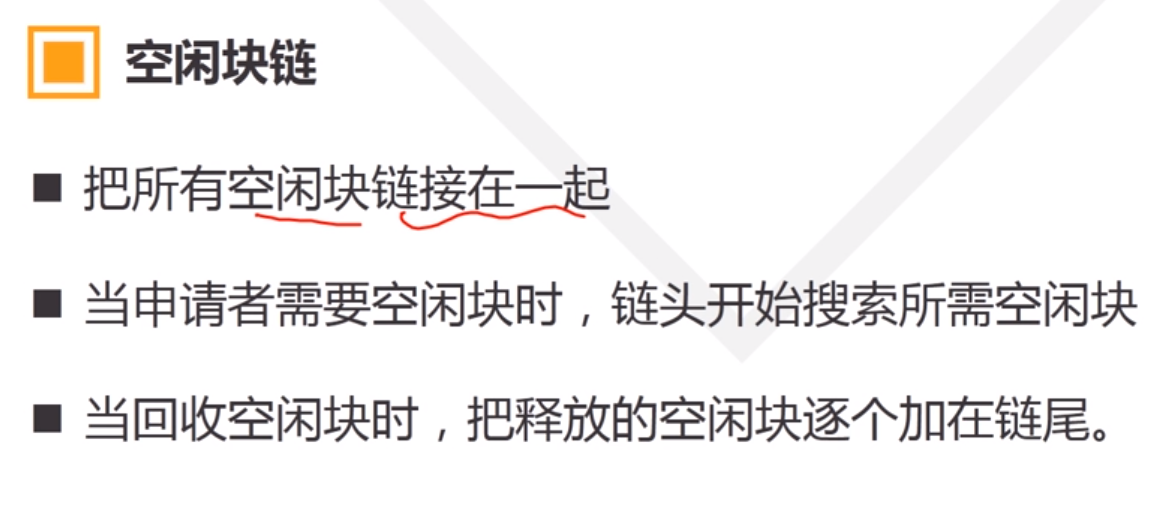 空闲块链
把所有空闲块链接在一起
当申请者需要空闲块时，链头开始搜索所需空闲块
当回收空闲块时，把释放的空闲块逐个加在链尾。